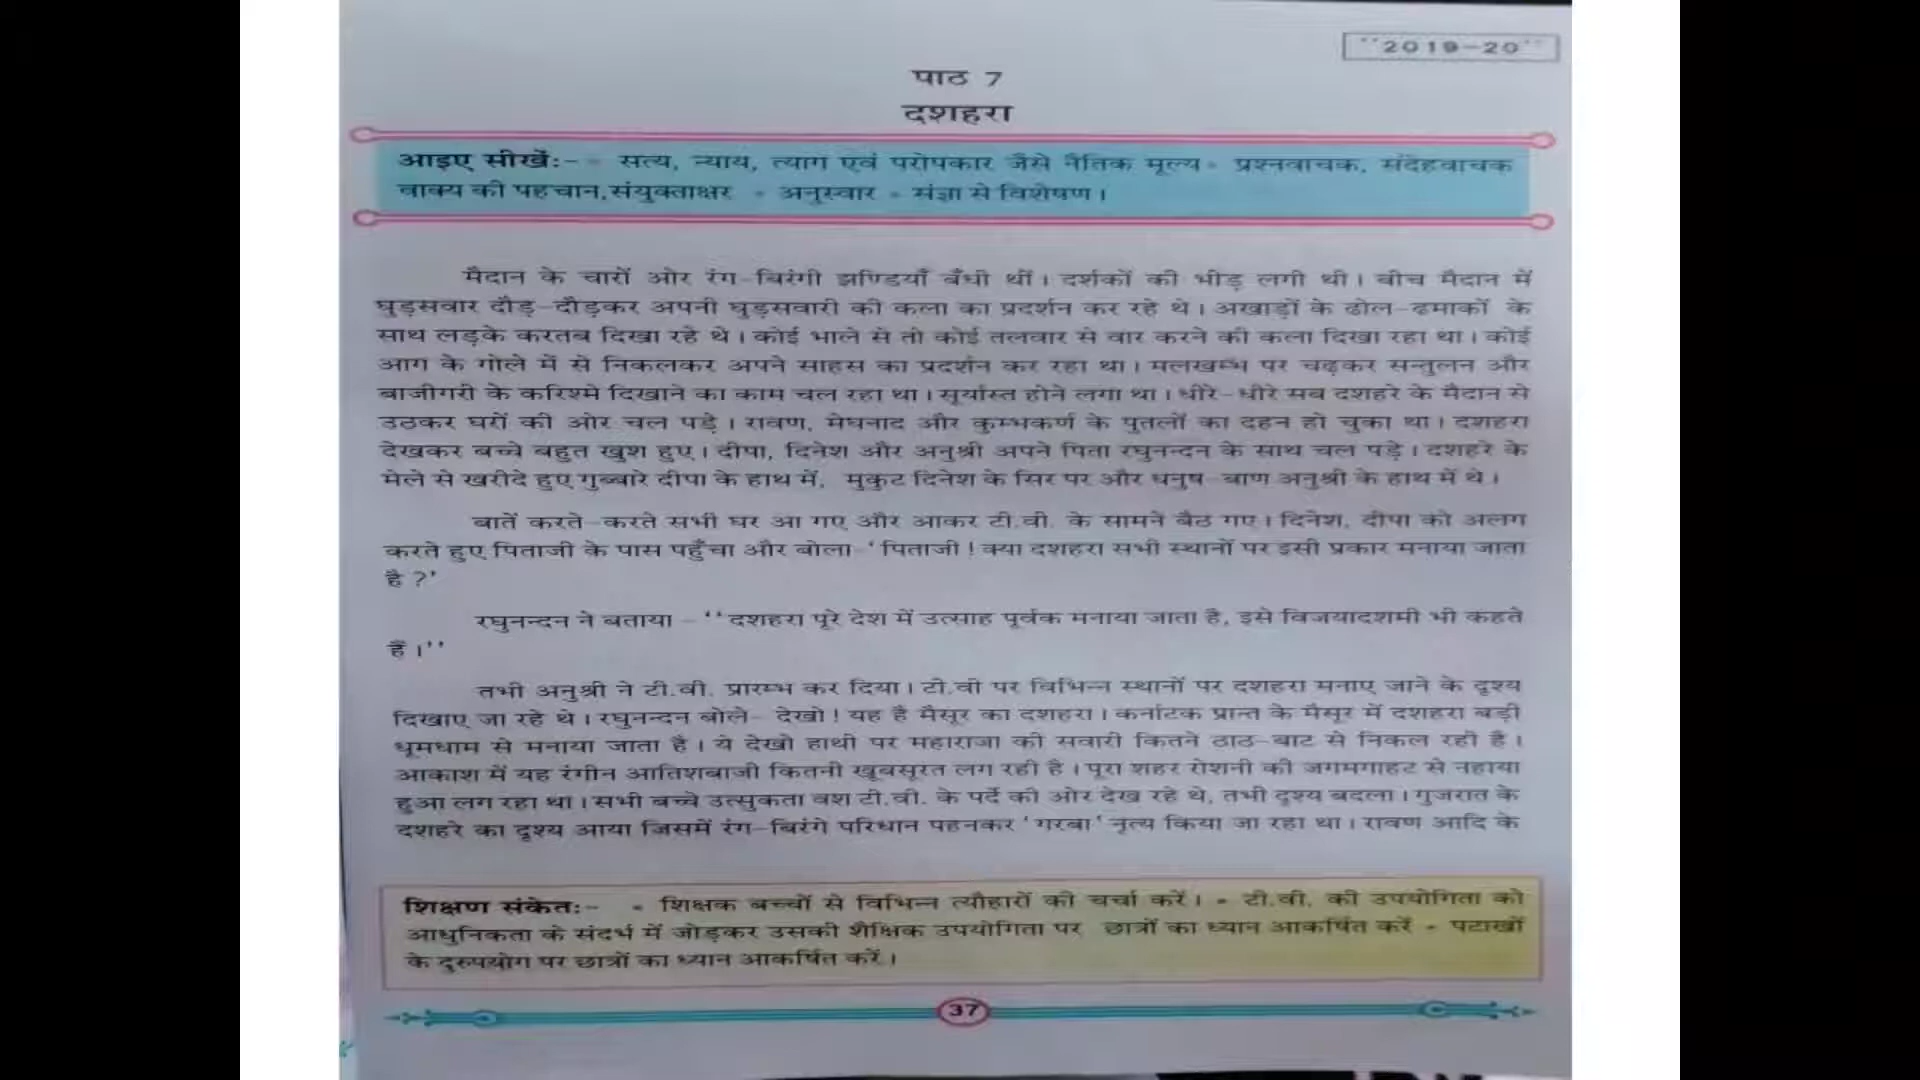 "2019-20"
पाठ 7
दशहरा
आइए सीखें:- • सत्य, न्याय, त्याग एवं परोपकार जैसे नैतिक मूल्य • प्रश्नवाचक, संदेहवाचक
वाक्य की पहचान, संयुक्ताक्षर • अनुस्वार • संज्ञा से विशेषण।
मैदान के चारों ओर रंग-बिरंगी झण्डियाँ बँधी थीं। दर्शकों की भीड़ लगी थी। बीच मैदान में
घुड़सवार दौड़-दौड़कर अपनी घुड़सवारी की कला का प्रदर्शन कर रहे थे। अखाड़ों के ढोल-ढमाकों के
साथ लड़के करतब दिखा रहे थे। कोई भाले से तो कोई तलवार से वार करने की कला दिखा रहा था। कोई
आग के गोले में से निकलकर अपने साहस का प्रदर्शन कर रहा था। मलखम्भ पर चढ़कर सन्तुलन और
बाजीगरी के करिश्मे दिखाने का काम चल रहा था। सूर्यास्त होने लगा था। धीरे-धीरे सब दशहरे के मैदान से
उठकर घरों की ओर चल पड़े। रावण, मेघनाद और कुम्भकर्ण के पुतलों का दहन हो चुका था। दशहरा
देखकर बच्चे बहुत खुश हुए। दीपा, दिनेश और अनुश्री अपने पिता रघुनन्दन के साथ चल पड़े। दशहरे के
मेले से खरीदे हुए गुब्बारे दीपा के हाथ में, मुकुट दिनेश के सिर पर और धनुष-बाण अनुश्री के हाथ में थे।
बातें करते-करते सभी घर आ गए और आकर टी.वी. के सामने बैठ गए। दिनेश, दीपा को अलग
करते हुए पिताजी के पास पहुँचा और बोला-'पिताजी! क्या दशहरा सभी स्थानों पर इसी प्रकार मनाया जाता
है?'
रघुनन्दन ने बताया - ''दशहरा पूरे देश में उत्साह पूर्वक मनाया जाता है, इसे विजयादशमी भी कहते
हैं।''
तभी अनुश्री ने टी.वी. प्रारम्भ कर दिया। टी.वी पर विभिन्न स्थानों पर दशहरा मनाए जाने के दृश्य
दिखाए जा रहे थे। रघुनन्दन बोले- देखो! यह है मैसूर का दशहरा। कर्नाटक प्रान्त के मैसूर में दशहरा बड़ी
धूमधाम से मनाया जाता है। ये देखो हाथी पर महाराजा की सवारी कितने ठाठ-बाट से निकल रही है।
आकाश में यह रंगीन आतिशबाजी कितनी खूबसूरत लग रही है। पूरा शहर रोशनी की जगमगाहट से नहाया
हुआ लग रहा था। सभी बच्चे उत्सुकता वश टी.वी. के पर्दे की ओर देख रहे थे, तभी दृश्य बदला। गुजरात के
दशहरे का दृश्य आया जिसमें रंग-बिरंगे परिधान पहनकर 'गरबा' नृत्य किया जा रहा था। रावण आदि के
शिक्षण संकेत:- • शिक्षक बच्चों से विभिन्न त्यौहारों की चर्चा करें। • टी.वी. की उपयोगिता को
आधुनिकता के संदर्भ में जोड़कर उसकी शैक्षिक उपयोगिता पर छात्रों का ध्यान आकर्षित करें • पटाखों
के दुरुपयोग पर छात्रों का ध्यान आकर्षित करें।
37